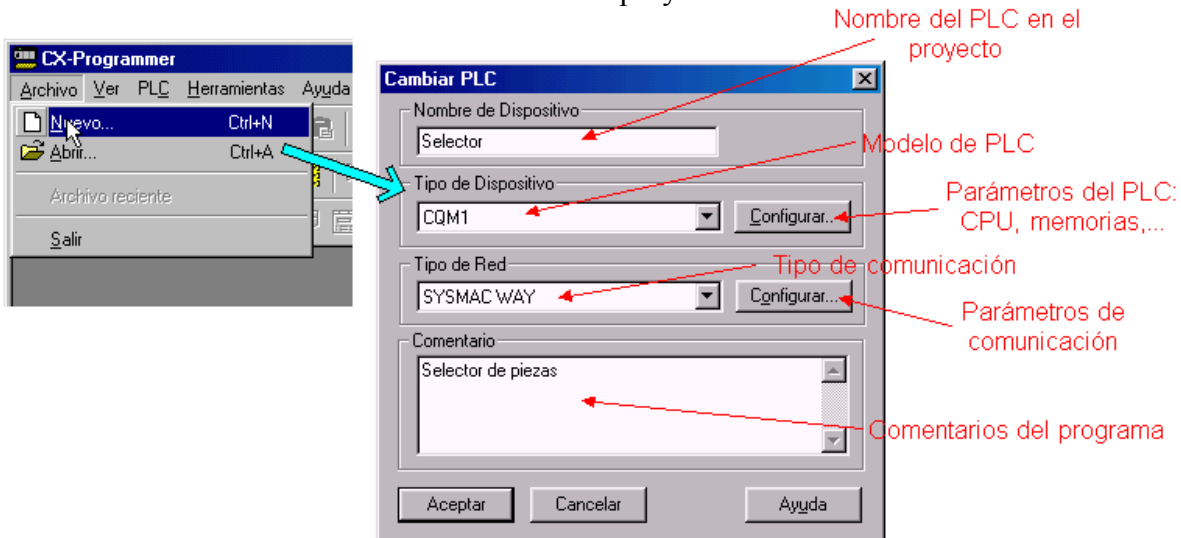 Nombre del PLC en el
proyecto
CX-Programmer
Archivo Ver PLC Herramientas Ayuda
Nuevo... Ctrl+N
Abrir... Ctrl+A
Archivo reciente
Salir
Cambiar PLC
Nombre de Dispositivo
Selector
Modelo de PLC
Tipo de Dispositivo
CQM1 Configurar...
Parámetros del PLC:
CPU, memorias,...
Tipo de Red
Tipo de comunicación
SYSMAC WAY Configurar...
Parámetros de
comunicación
Comentario
Selector de piezas
Comentarios del programa
Aceptar Cancelar Ayuda